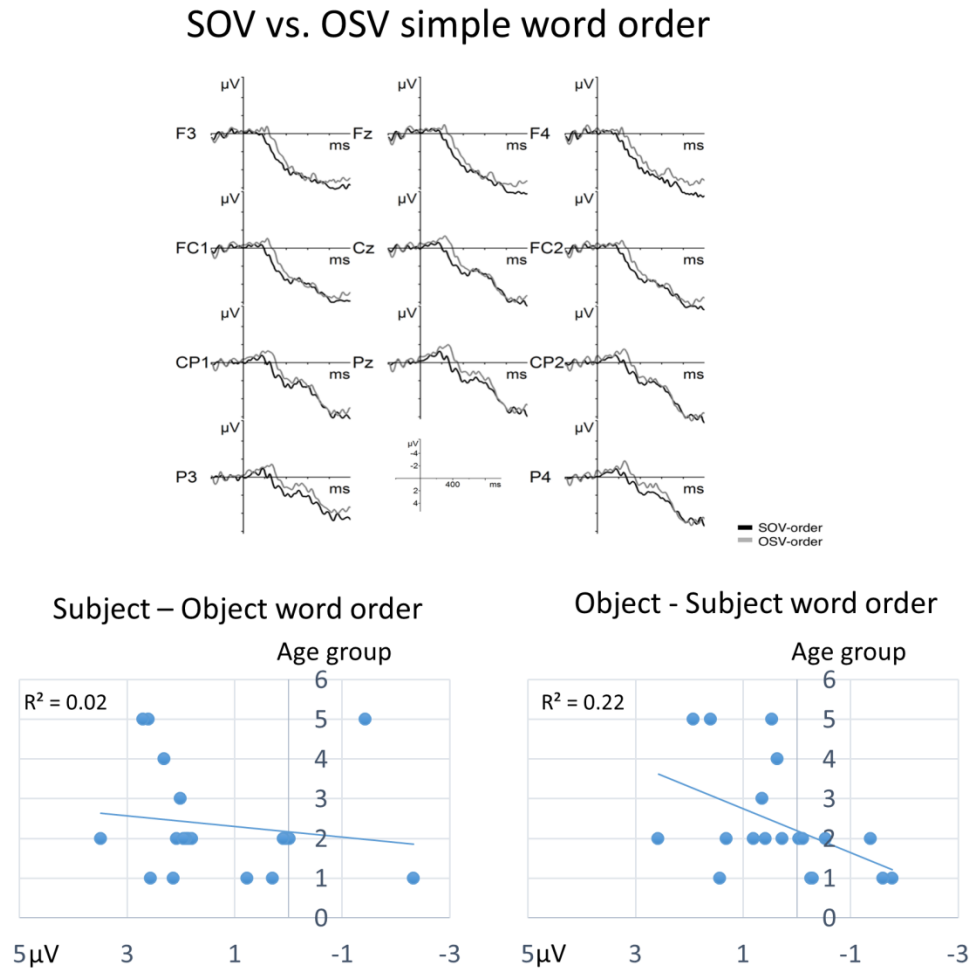 SOV vs. OSV simple word order
µV µV µV
F3 Fz F4
ms ms ms
µV µV µV
FC1 Cz FC2
ms ms ms
µV µV µV
CP1 Pz CP2
ms ms ms
µV µV µV
-4
-2
P3 400 ms P4
ms ms
2
4
SOV-order
OSV-order
Subject – Object word order
Age group
R² = 0.02
6
5
4
3
2
1
0
5 µV 3 1 -1 -3
Object - Subject word order
Age group
R² = 0.22
6
5
4
3
2
1
0
5 µV 3 1 -1 -3